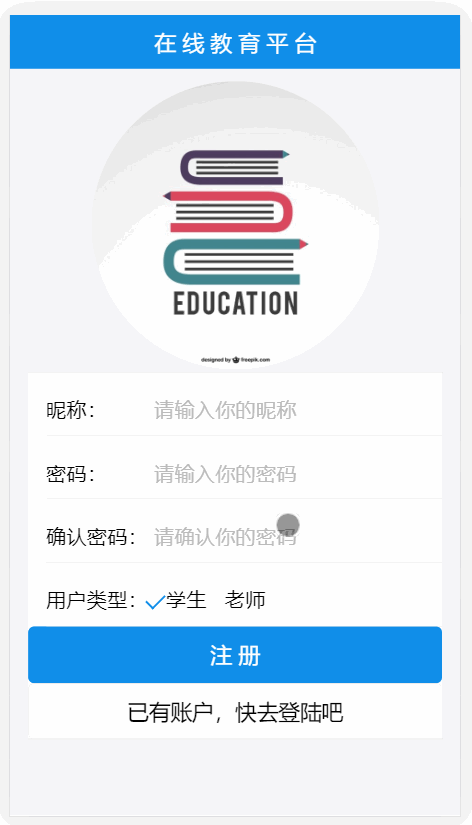 在线教育平台
EDUCATION
designed by freepik.com
昵称： 请输入你的昵称
密码： 请输入你的密码
确认密码： 请确认你的密码
用户类型： 学生 老师
注册
已有账户，快去登陆吧